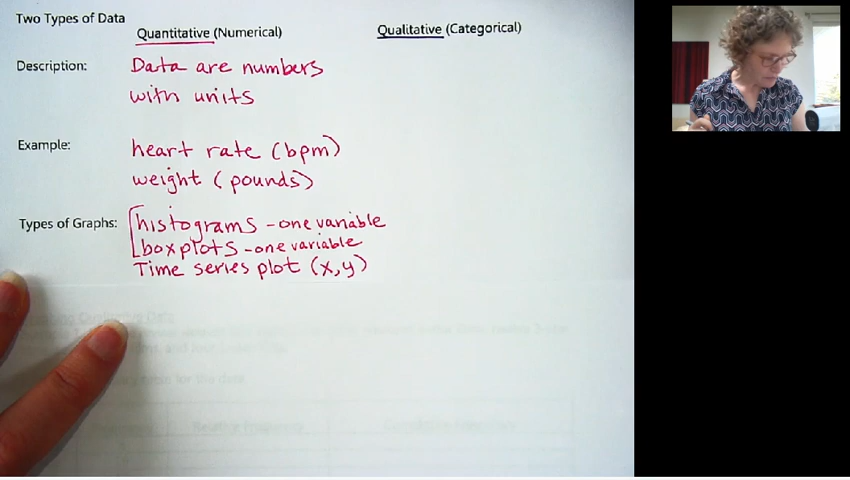 Two Types of Data
Quantitative (Numerical) Qualitative (Categorical)
Description: Data are numbers
with units
Example: heart rate (bpm)
weight (pounds)
Types of Graphs: histograms - one variable
boxplots - one variable
Time series plot (x,y)